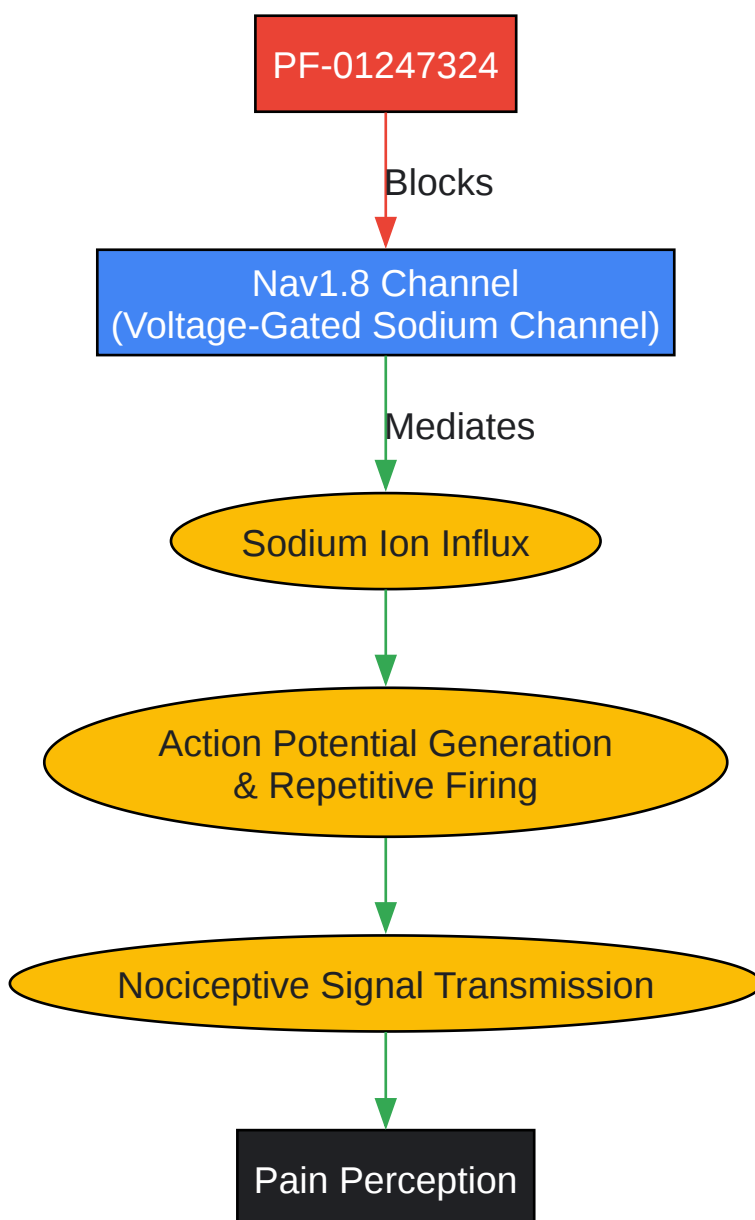 PF-01247324
Blocks
Nav1.8 Channel
(Voltage-Gated Sodium Channel)
Mediates
Sodium Ion Influx
Action Potential Generation
& Repetitive Firing
Nociceptive Signal Transmission
Pain Perception